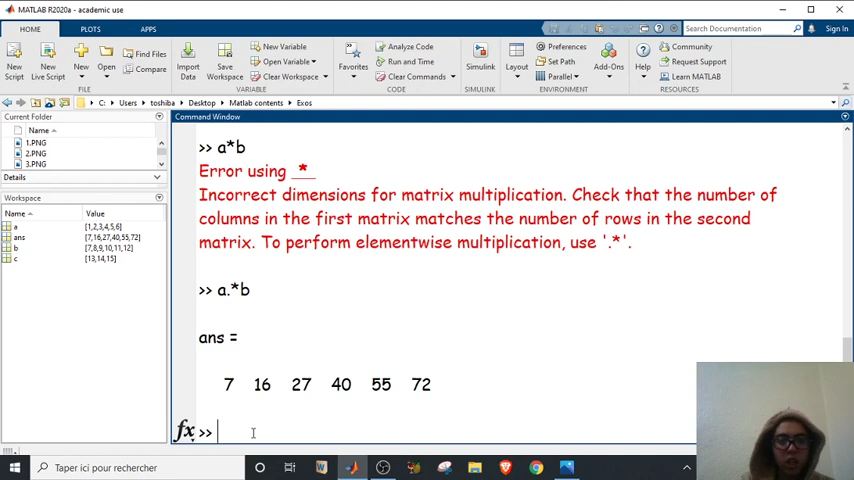 MATLAB R2020a - academic use
HOME PLOTS APPS
Search Documentation
Sign In
New Script
New Live Script
New
Open
Find Files
Compare
Import Data
Save Workspace
New Variable
Open Variable
Clear Workspace
Favorites
Analyze Code
Run and Time
Clear Commands
Simulink
Layout
Preferences
Set Path
Parallel
Add-Ons
Help
Community
Request Support
Learn MATLAB
FILE VARIABLE CODE SIMULINK ENVIRONMENT RESOURCES
C: Users toshiba Desktop Matlab contents Exos
Current Folder
Name
1.PNG
2.PNG
3.PNG
Details
Workspace
Name Value
a [1,2,3,4,5,6]
ans [7,16,27,40,55,72]
b [7,8,9,10,11,12]
c [13,14,15]
Command Window
>> a*b
Error using *
Incorrect dimensions for matrix multiplication. Check that the number of
columns in the first matrix matches the number of rows in the second
matrix. To perform elementwise multiplication, use '.*'.
>> a.*b
ans =
7 16 27 40 55 72
fx >>
Taper ici pour rechercher